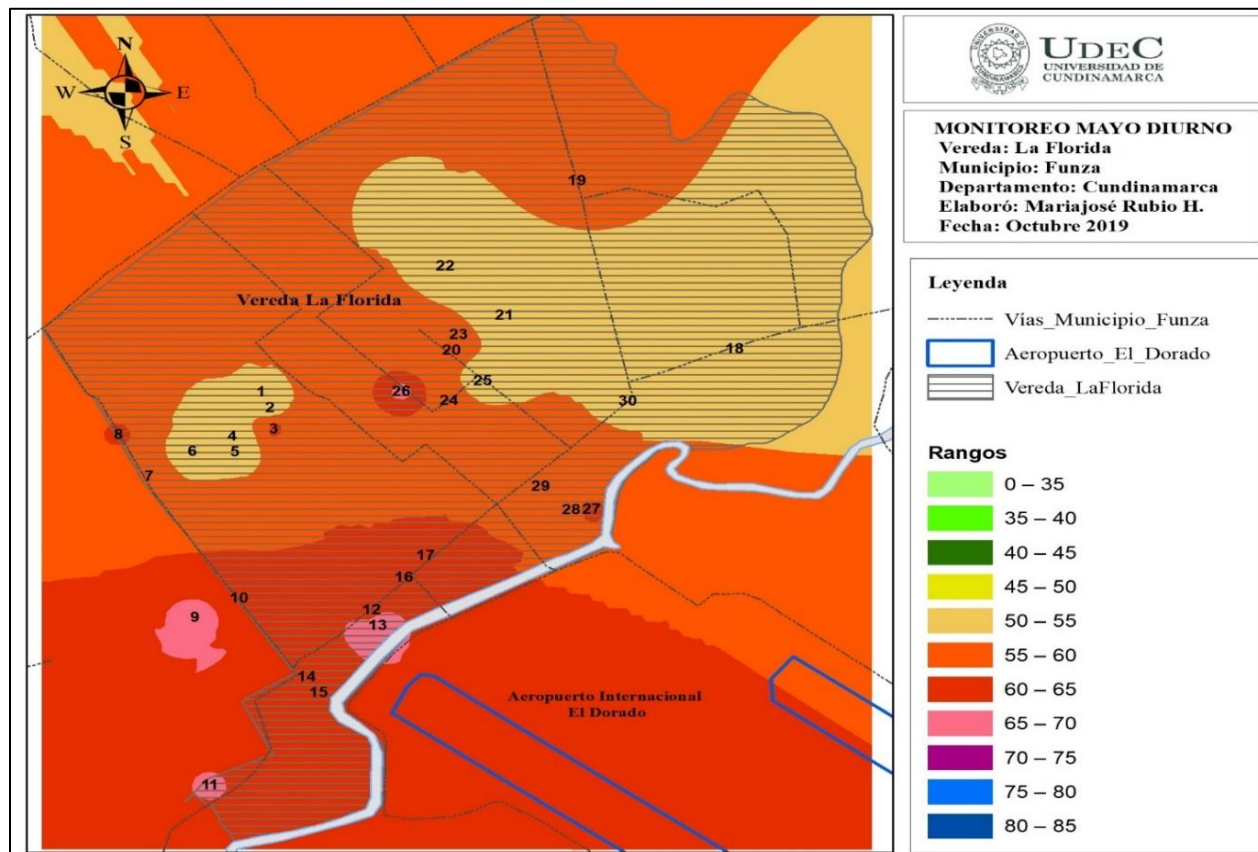 N
W E
S
19
22
Vereda La Florida
21
23
20
18
25
26
24
30
1
2
3
4
8
6 5
7
29
28 27
17
16
10
9
12
13
14
15
Aeropuerto Internacional
El Dorado
11
UNIVERSIDAD DE
CUNDINAMARCA
UDEC
UNIVERSIDAD DE
CUNDINAMARCA
MONITOREO MAYO DIURNO
Vereda: La Florida
Municipio: Funza
Departamento: Cundinamarca
Elaboró: Mariajosé Rubio H.
Fecha: Octubre 2019
Leyenda
Vías_Municipio_Funza
Aeropuerto_El_Dorado
Vereda_LaFlorida
Rangos
0 – 35
35 – 40
40 – 45
45 – 50
50 – 55
55 – 60
60 – 65
65 – 70
70 – 75
75 – 80
80 – 85